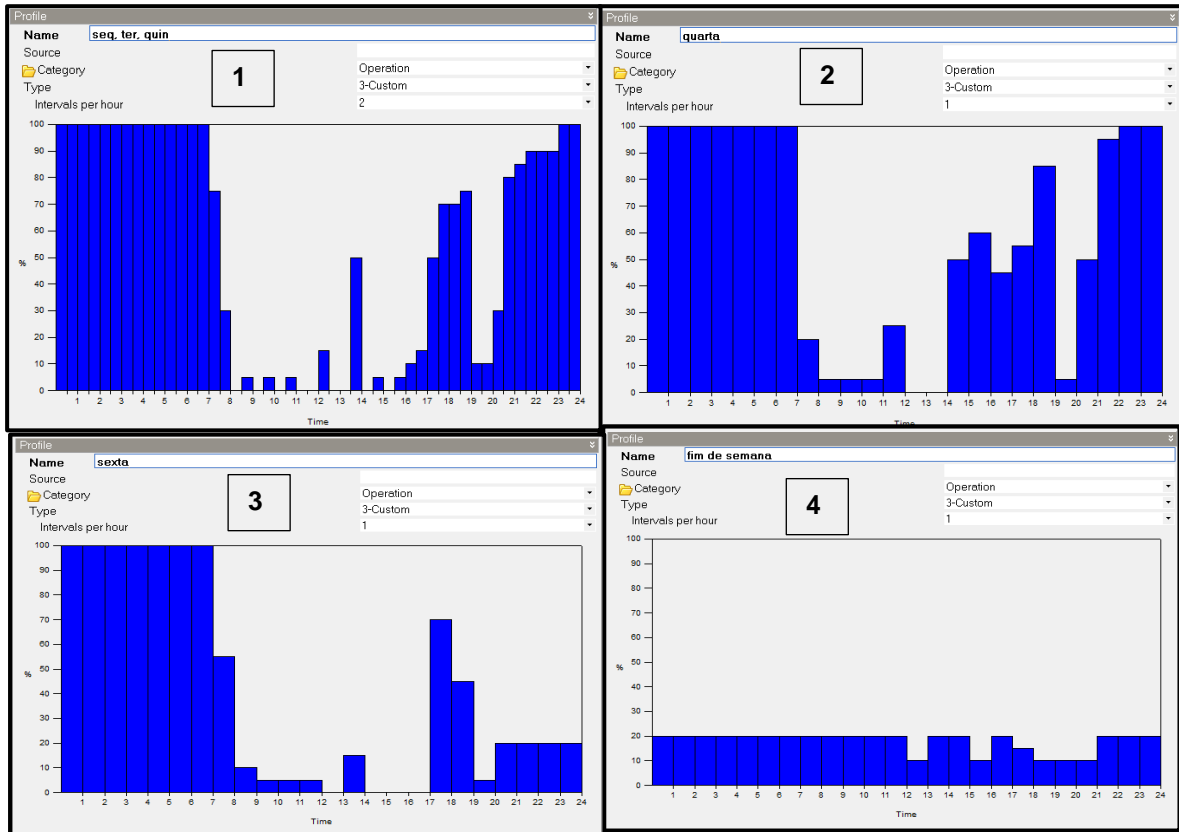 Profile
Name seg, ter, quin
Source
Category Operation
Type 3-Custom
Intervals per hour 2
1
100
90
80
70
60
50
%
40
30
20
10
0
1 2 3 4 5 6 7 8 9 10 11 12 13 14 15 16 17 18 19 20 21 22 23 24
Time
Profile
Name quarta
Source
Category Operation
Type 3-Custom
Intervals per hour 1
2
100
90
80
70
60
50
%
40
30
20
10
0
1 2 3 4 5 6 7 8 9 10 11 12 13 14 15 16 17 18 19 20 21 22 23 24
Time
Profile
Name sexta
Source
Category Operation
Type 3-Custom
Intervals per hour 1
3
100
90
80
70
60
50
%
40
30
20
10
0
1 2 3 4 5 6 7 8 9 10 11 12 13 14 15 16 17 18 19 20 21 22 23 24
Time
Profile
Name fim de semana
Source
Category Operation
Type 3-Custom
Intervals per hour 1
4
100
90
80
70
60
50
%
40
30
20
10
0
1 2 3 4 5 6 7 8 9 10 11 12 13 14 15 16 17 18 19 20 21 22 23 24
Time